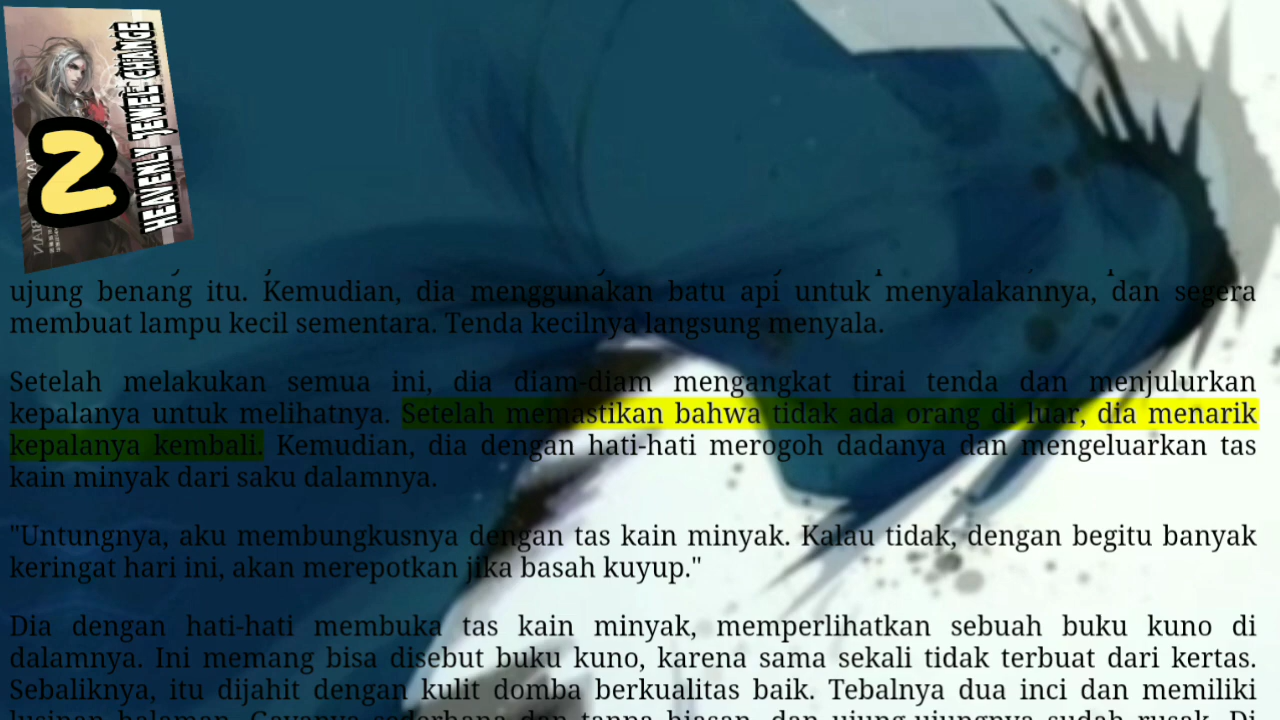 HEAVENLY JEWEL CHANGE
2
ujung benang itu. Kemudian, dia menggunakan batu api untuk menyalakannya, dan segera
membuat lampu kecil sementara. Tenda kecilnya langsung menyala.
Setelah melakukan semua ini, dia diam-diam mengangkat tirai tenda dan menjulurkan
kepalanya untuk melihatnya. Setelah memastikan bahwa tidak ada orang di luar, dia menarik
kepalanya kembali. Kemudian, dia dengan hati-hati merogoh dadanya dan mengeluarkan tas
kain minyak dari saku dalamnya.
"Untungnya, aku membungkusnya dengan tas kain minyak. Kalau tidak, dengan begitu banyak
keringat hari ini, akan merepotkan jika basah kuyup."
Dia dengan hati-hati membuka tas kain minyak, memperlihatkan sebuah buku kuno di
dalamnya. Ini memang bisa disebut buku kuno, karena sama sekali tidak terbuat dari kertas.
Sebaliknya, itu dijahit dengan kulit domba berkualitas baik. Tebalnya dua inci dan memiliki